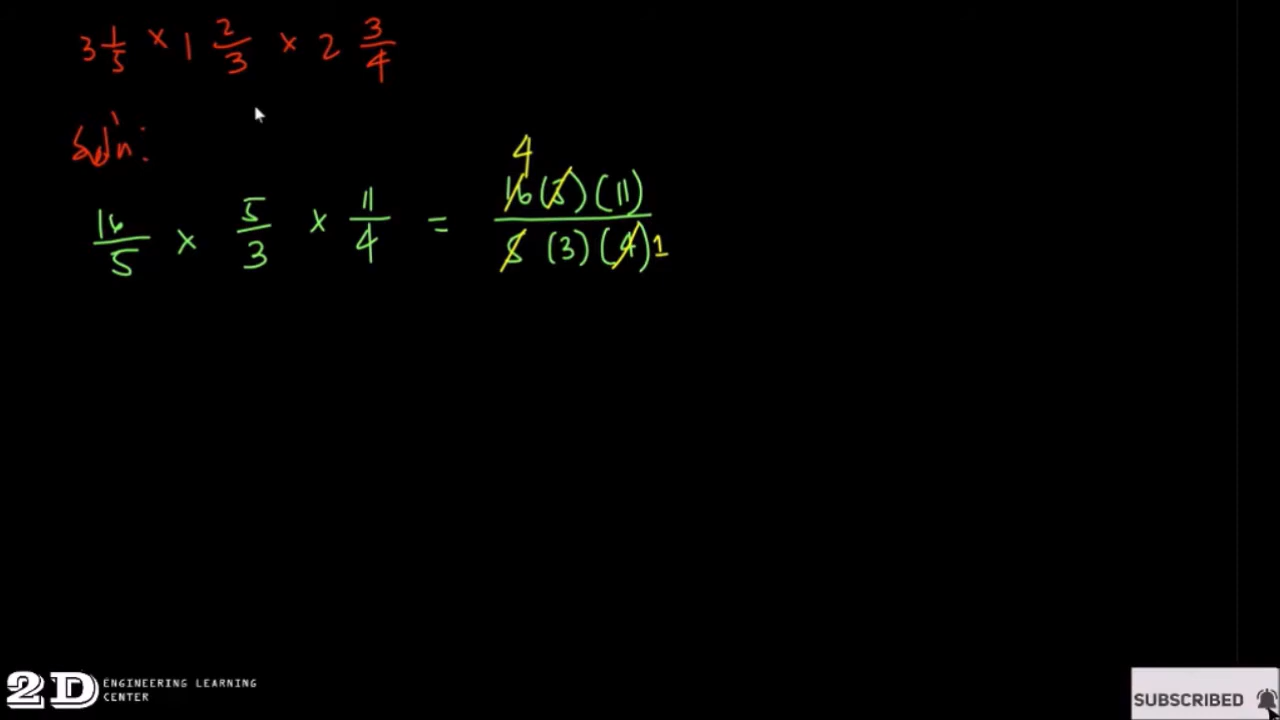 3 1/5 × 1 2/3 × 2 3/4
Sol'n:
16/5 × 5/3 × 11/4 = 16(5)(11) / 5(3)(4)
4
1
2D ENGINEERING LEARNING
CENTER
SUBSCRIBED